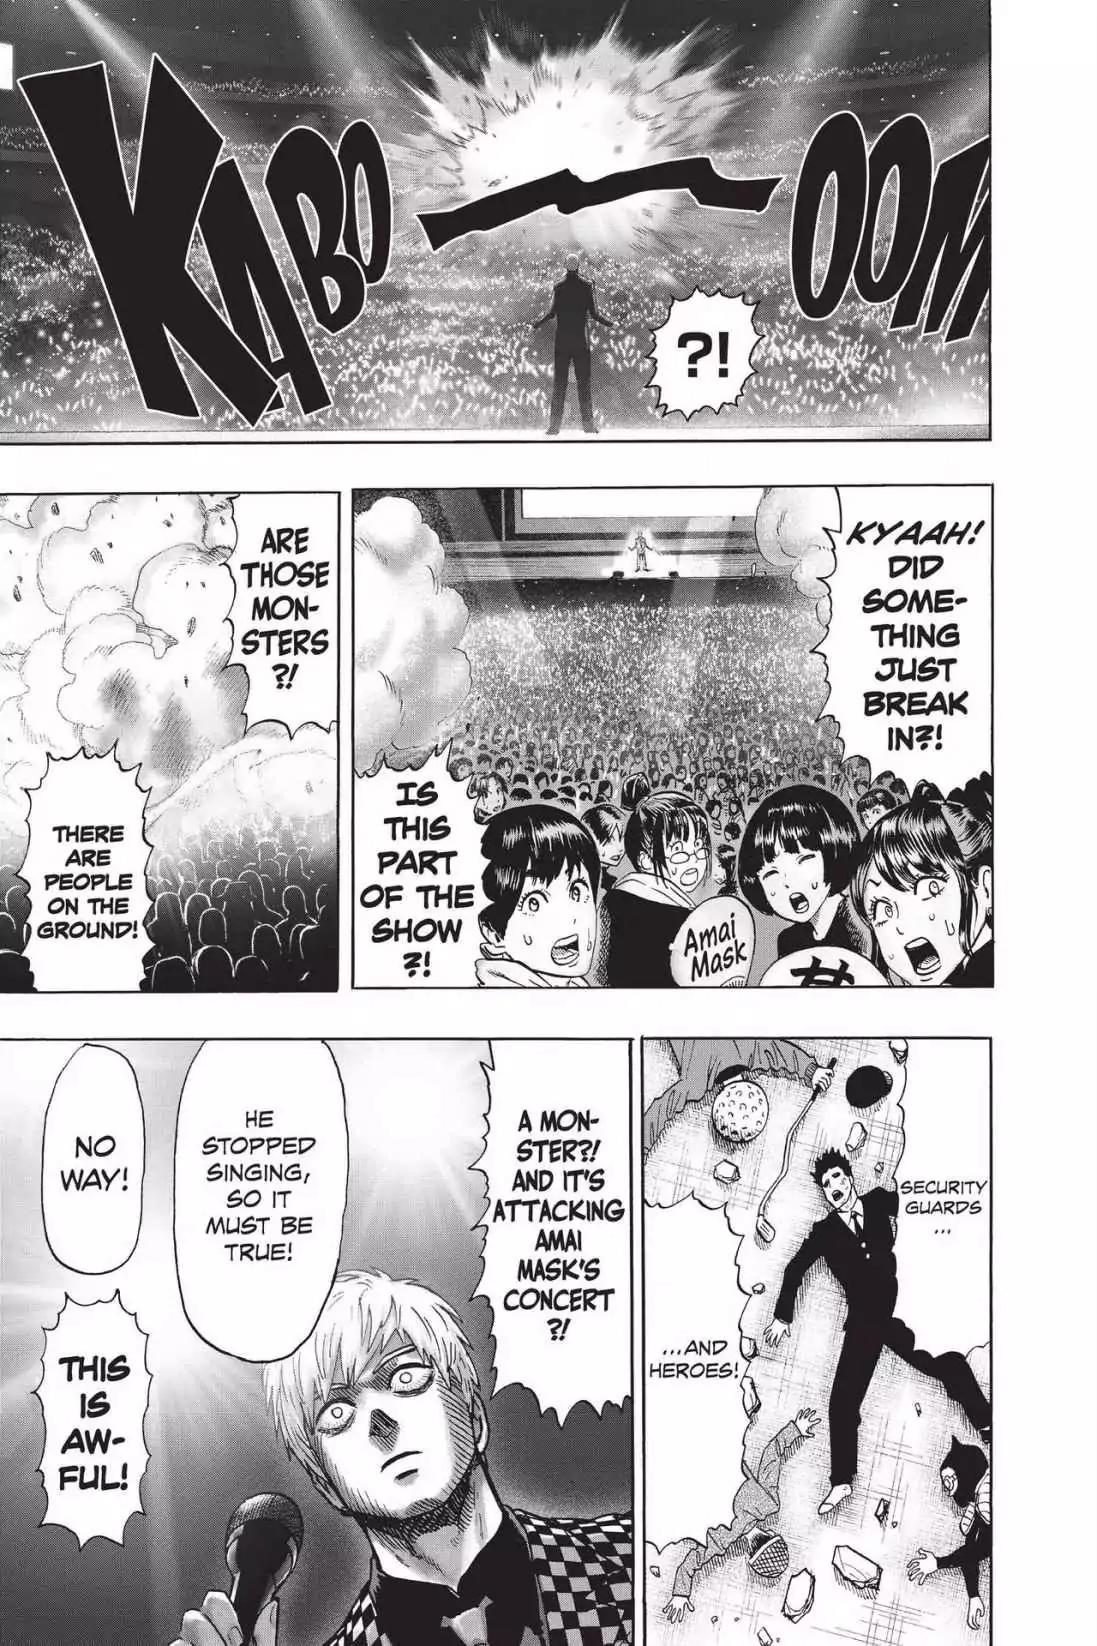 KABOOOM
?!
KYAAH!
DID
SOME-
THING
JUST
BREAK
IN?!
IS
THIS
PART
OF THE
SHOW
?!
Amai
Mask
ARE
THOSE
MON-
STERS
?!
THERE
ARE
PEOPLE
ON THE
GROUND!
SECURITY
GUARDS
...
...AND
HEROES!
A MON-
STER?!
AND IT'S
ATTACKING
AMAI
MASK'S
CONCERT
?!
HE
STOPPED
SINGING,
SO IT
MUST BE
TRUE!
NO
WAY!
THIS
IS
AW-
FUL!